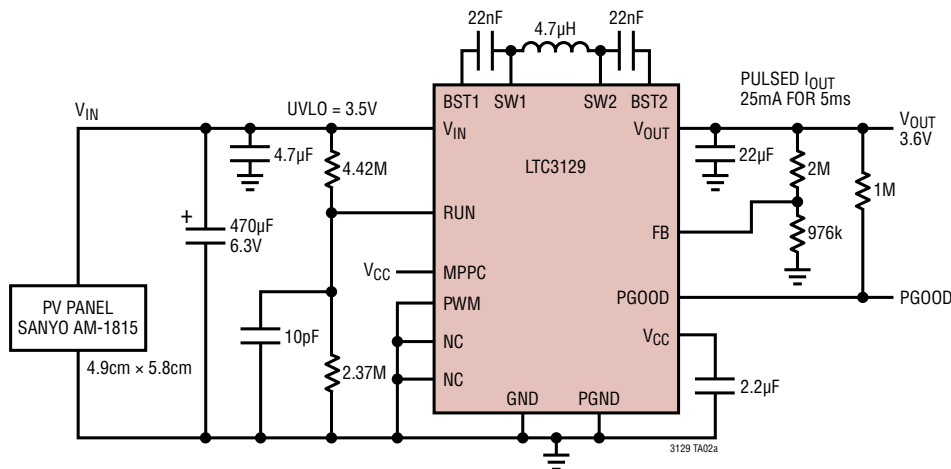 22nF
4.7µH
22nF
BST1
SW1
SW2
BST2
PULSED IOUT
25mA FOR 5ms
VIN
UVLO = 3.5V
VIN
VOUT
VOUT
3.6V
4.7µF
4.42M
LTC3129
22µF
2M
1M
RUN
+
470µF
6.3V
FB
976k
VCC
MPPC
PV PANEL
SANYO AM-1815
PWM
PGOOD
PGOOD
10pF
NC
VCC
4.9cm × 5.8cm
2.37M
NC
2.2µF
GND
PGND
3129 TA02a